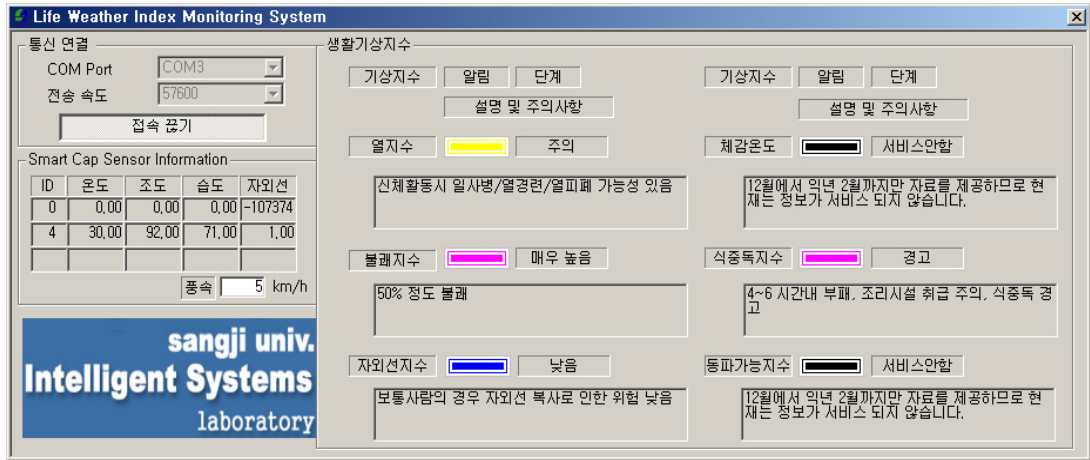 Life Weather Index Monitoring System
통신 연결
COM Port COM3
전송 속도 57600
접속 끊기
Smart Cap Sensor Information
ID 온도 조도 습도 자외선
0 0,00 0,00 0,00 -107374
4 30,00 92,00 71,00 1,00
풍속 5 km/h
sangji univ.
Intelligent Systems
laboratory
생활기상지수
기상지수 알림 단계
설명 및 주의사항
열지수 주의
신체활동시 일사병/열경련/열피폐 가능성 있음
불쾌지수 매우 높음
50% 정도 불쾌
자외선지수 낮음
보통사람의 경우 자외선 복사로 인한 위험 낮음
기상지수 알림 단계
설명 및 주의사항
체감온도 서비스안함
12월에서 익년 2월까지만 자료를 제공하므로 현
재는 정보가 서비스 되지 않습니다.
식중독지수 경고
4~6 시간내 부패, 조리시설 취급 주의, 식중독 경
고
동파가능지수 서비스안함
12월에서 익년 2월까지만 자료를 제공하므로 현
재는 정보가 서비스 되지 않습니다.